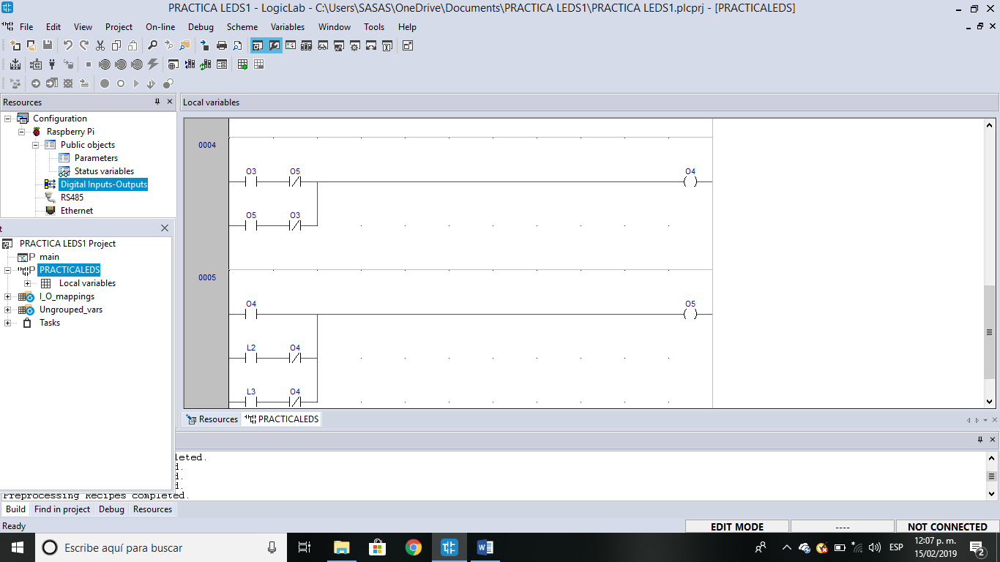 PRACTICA LEDS1 - LogicLab - C:\Users\SASAS\OneDrive\Documents\PRACTICA LEDS1\PRACTICA LEDS1.plcprj - [PRACTICALEDS]
File Edit View Project On-line Debug Scheme Variables Window Tools Help
Resources
Configuration
Raspberry Pi
Public objects
Parameters
Status variables
Digital Inputs-Outputs
RS485
Ethernet
t
PRACTICA LEDS1 Project
main
PRACTICALEDS
Local variables
I_O_mappings
Ungrouped_vars
Tasks
Local variables
0004
O3 O5 O4
O5 O3
0005
O4 O5
L2 O4
L3 O4
Resources PRACTICALEDS
leted.
d.
d.
d.
Preprocessing Recipes completed.
Build Find in project Debug Resources
Ready EDIT MODE ---- NOT CONNECTED
Escribe aquí para buscar
ESP
12:07 p. m.
15/02/2019
2